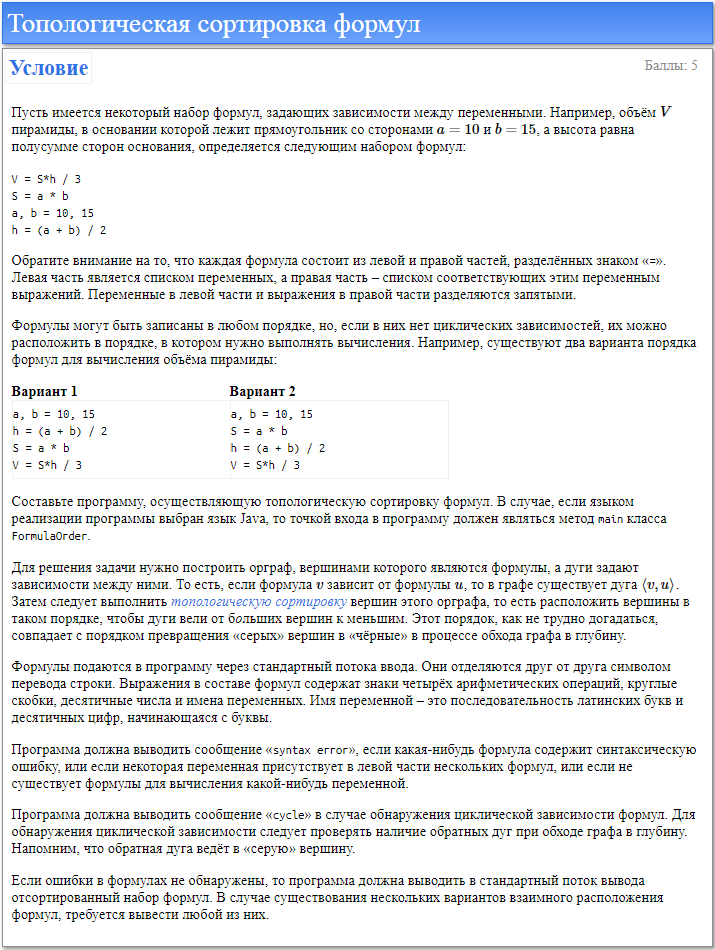 Топологическая сортировка формул
Условие
Баллы: 5
Пусть имеется некоторый набор формул, задающих зависимости между переменными. Например, объём V
пирамиды, в основании которой лежит прямоугольник со сторонами a = 10 и b = 15, а высота равна
полусумме сторон основания, определяется следующим набором формул:
V = S*h / 3
S = a * b
a, b = 10, 15
h = (a + b) / 2
Обратите внимание на то, что каждая формула состоит из левой и правой частей, разделённых знаком «=».
Левая часть является списком переменных, а правая часть – списком соответствующих этим переменным
выражений. Переменные в левой части и выражения в правой части разделяются запятыми.
Формулы могут быть записаны в любом порядке, но, если в них нет циклических зависимостей, их можно
расположить в порядке, в котором нужно выполнять вычисления. Например, существуют два варианта порядка
формул для вычисления объёма пирамиды:
Вариант 1
a, b = 10, 15
h = (a + b) / 2
S = a * b
V = S*h / 3
Вариант 2
a, b = 10, 15
S = a * b
h = (a + b) / 2
V = S*h / 3
Составьте программу, осуществляющую топологическую сортировку формул. В случае, если языком
реализации программы выбран язык Java, то точкой входа в программу должен являться метод main класса
FormulaOrder.
Для решения задачи нужно построить орграф, вершинами которого являются формулы, а дуги задают
зависимости между ними. То есть, если формула v зависит от формулы u, то в графе существует дуга ⟨v, u⟩.
Затем следует выполнить топологическую сортировку вершин этого орграфа, то есть расположить вершины в
таком порядке, чтобы дуги вели от больших вершин к меньшим. Этот порядок, как не трудно догадаться,
совпадает с порядком превращения «серых» вершин в «чёрные» в процессе обхода графа в глубину.
Формулы подаются в программу через стандартный потока ввода. Они отделяются друг от друга символом
перевода строки. Выражения в составе формул содержат знаки четырёх арифметических операций, круглые
скобки, десятичные числа и имена переменных. Имя переменной – это последовательность латинских букв и
десятичных цифр, начинающаяся с буквы.
Программа должна выводить сообщение «syntax error», если какая-нибудь формула содержит синтаксическую
ошибку, или если некоторая переменная присутствует в левой части нескольких формул, или если не
существует формулы для вычисления какой-нибудь переменной.
Программа должна выводить сообщение «cycle» в случае обнаружения циклической зависимости формул. Для
обнаружения циклической зависимости следует проверять наличие обратных дуг при обходе графа в глубину.
Напомним, что обратная дуга ведёт в «серую» вершину.
Если ошибки в формулах не обнаружены, то программа должна выводить в стандартный поток вывода
отсортированный набор формул. В случае существования нескольких вариантов взаимного расположения
формул, требуется вывести любой из них.